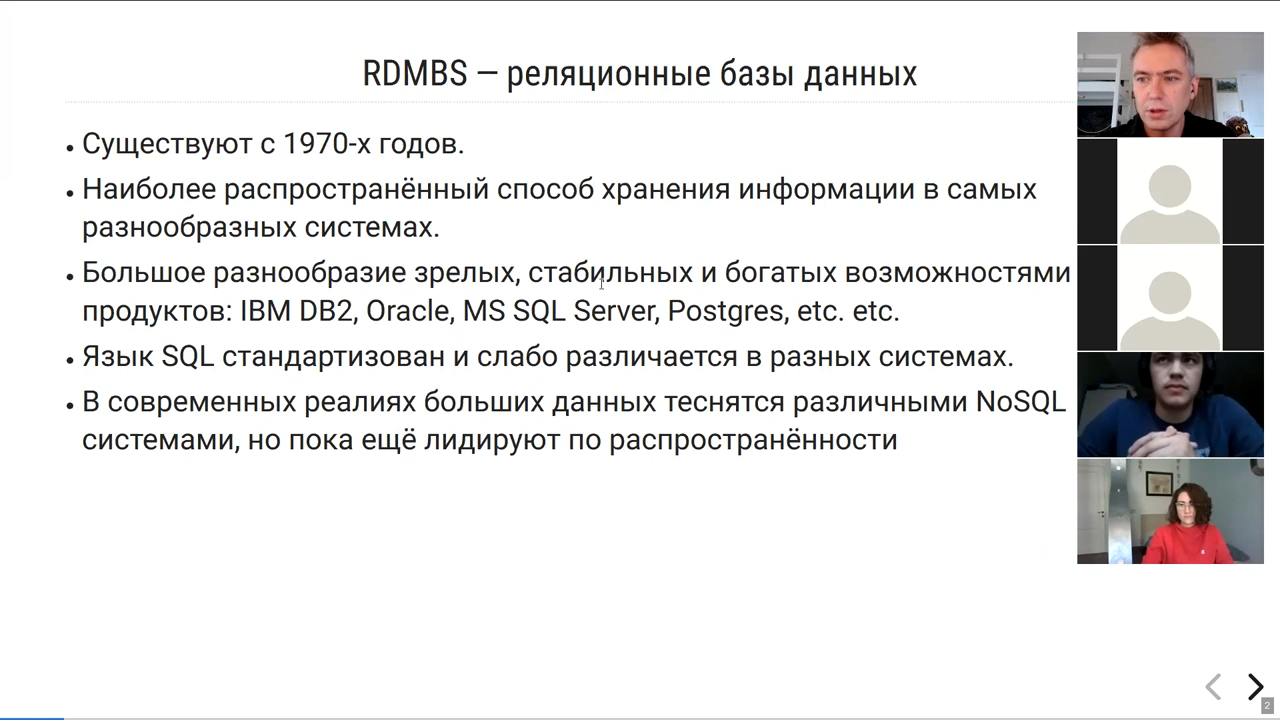 RDMBS — реляционные базы данных
• Существуют с 1970-х годов.
• Наиболее распространённый способ хранения информации в самых
разнообразных системах.
• Большое разнообразие зрелых, стабильных и богатых возможностями
продуктов: IBM DB2, Oracle, MS SQL Server, Postgres, etc. etc.
• Язык SQL стандартизован и слабо различается в разных системах.
• В современных реалиях больших данных теснятся различными NoSQL
системами, но пока ещё лидируют по распространённости
2